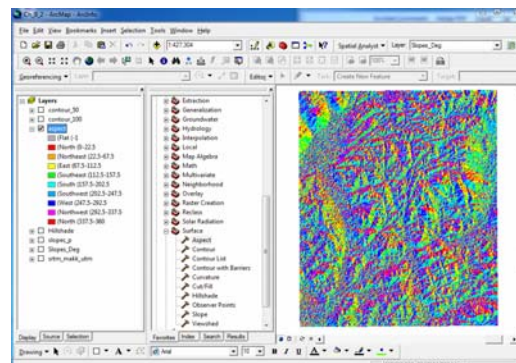 Ch_8_2 - ArcMap - ArcInfo
File Edit View Bookmarks Insert Selection Tools Window Help
1:427,304
Spatial Analyst Layer: Slopes_Deg
Georeferencing Layer:
Editor Task: Create New Feature Target:
Layers
contour_50
contour_100
aspect
(Flat (-1
(North (0-22.5
(Northeast (22.5-67.5
(East (67.5-112.5
(Southeast (112.5-157.5
(South (157.5-202.5
(Southwest (202.5-247.5
(West (247.5-292.5
(Northwest (292.5-337.5
(North (337.5-360
Hillshade
slopes_p
Slopes_Deg
Display Source Selection
Extraction
Generalization
Groundwater
Hydrology
Interpolation
Local
Map Algebra
Math
Multivariate
Neighborhood
Overlay
Raster Creation
Reclass
Solar Radiation
Surface
Aspect
Contour
Contour List
Contour with Barriers
Curvature
Cut/Fill
Hillshade
Observer Points
Slope
Viewshed
Favorites Index Search Results
Drawing A Arial 10 B I U A